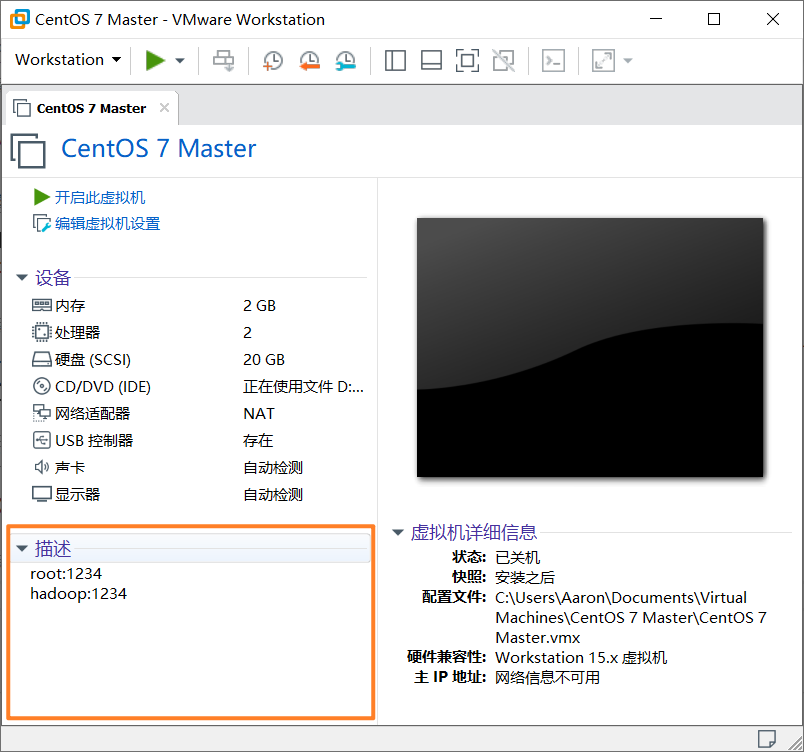 CentOS 7 Master - VMware Workstation
Workstation
CentOS 7 Master
CentOS 7 Master
开启此虚拟机
编辑虚拟机设置
设备
内存 2 GB
处理器 2
硬盘 (SCSI) 20 GB
CD/DVD (IDE) 正在使用文件 D:...
网络适配器 NAT
USB 控制器 存在
声卡 自动检测
显示器 自动检测
描述
root:1234
hadoop:1234
虚拟机详细信息
状态: 已关机
快照: 安装之后
配置文件: C:\Users\Aaron\Documents\Virtual
Machines\CentOS 7 Master\CentOS 7
Master.vmx
硬件兼容性: Workstation 15.x 虚拟机
主 IP 地址: 网络信息不可用